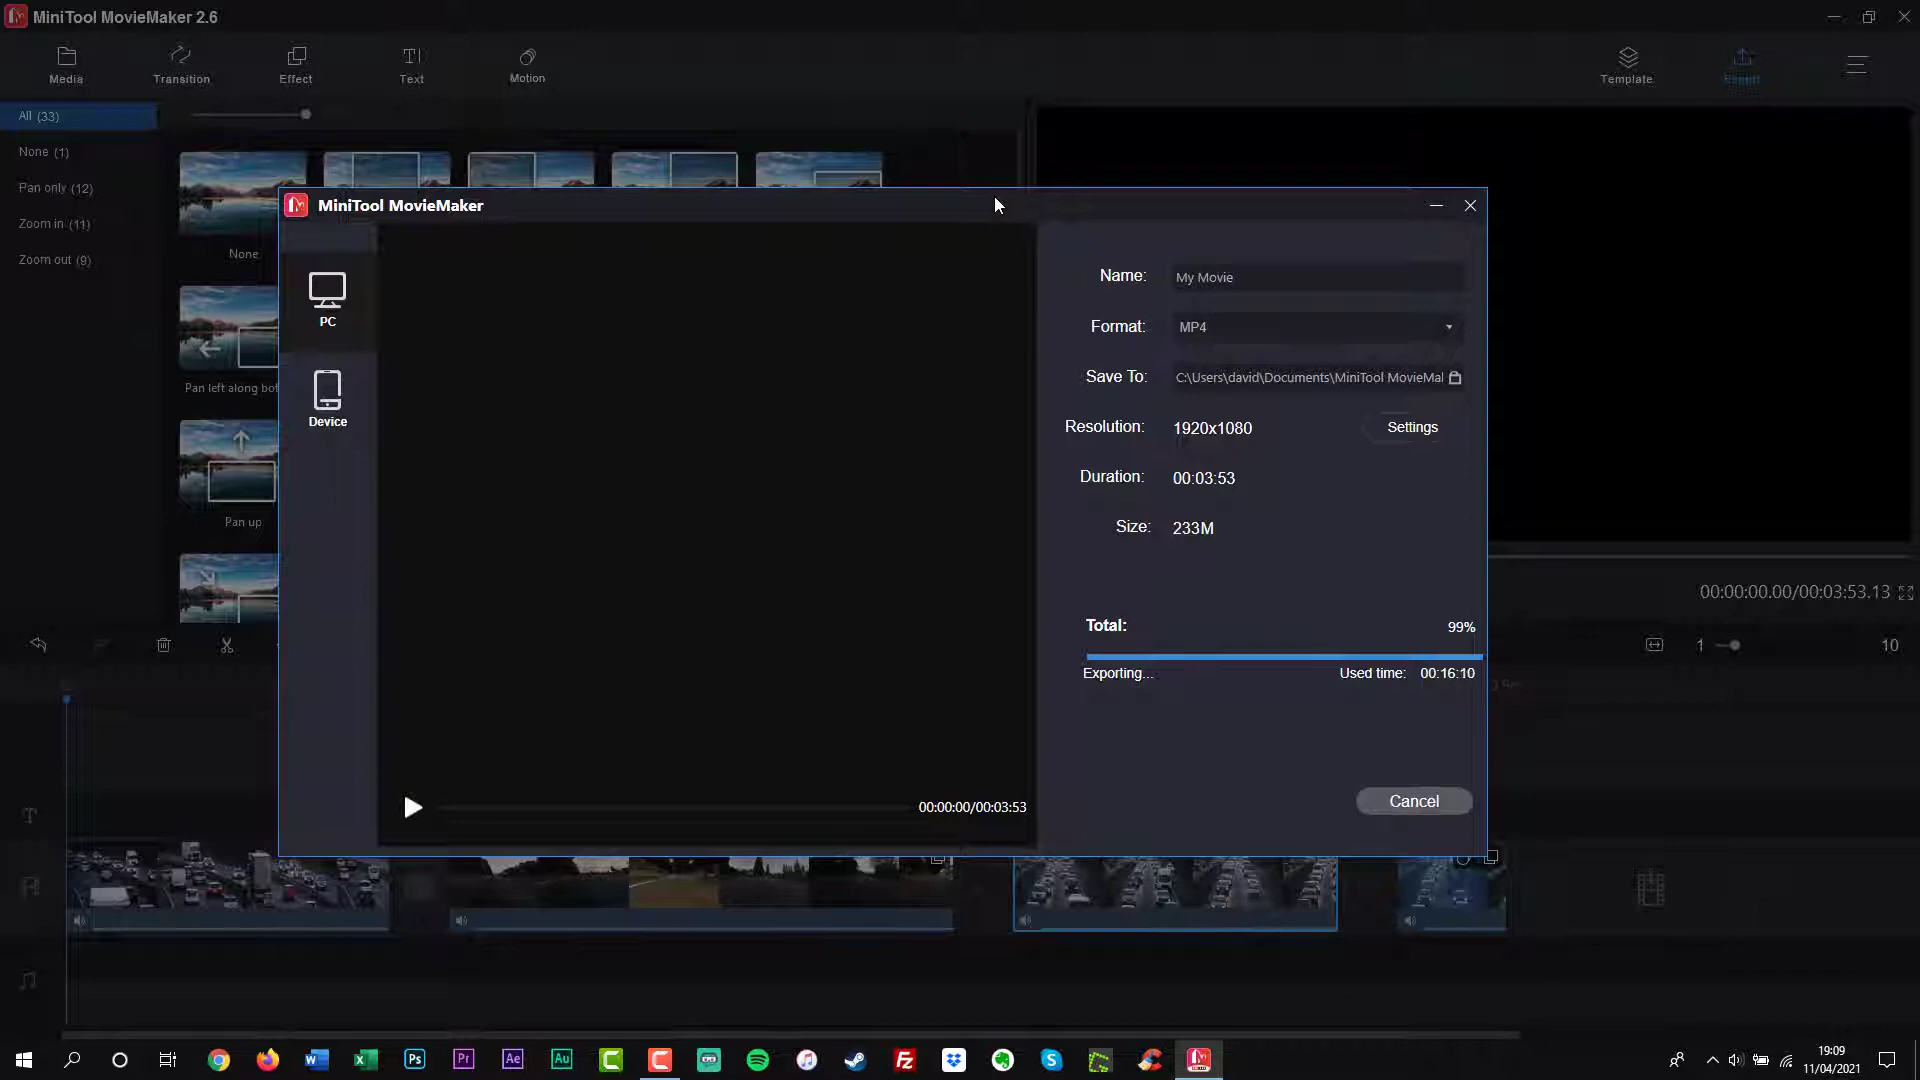 MiniTool MovieMaker 2.6
Media
Transition
Effect
Text
Motion
Template
Export
All (33)
None (1)
Pan only (12)
Zoom in (11)
Zoom out (9)
None
Pan left along bot
Pan up
MiniTool MovieMaker
PC
Device
Name: My Movie
Format: MP4
Save To: C:\Users\david\Documents\MiniTool MovieMal
Resolution: 1920x1080 Settings
Duration: 00:03:53
Size: 233M
Total: 99%
Exporting... Used time: 00:16:10
Cancel
00:00:00/00:03:53
00:00:00.00/00:03:53.13
1 10
19:09
11/04/2021